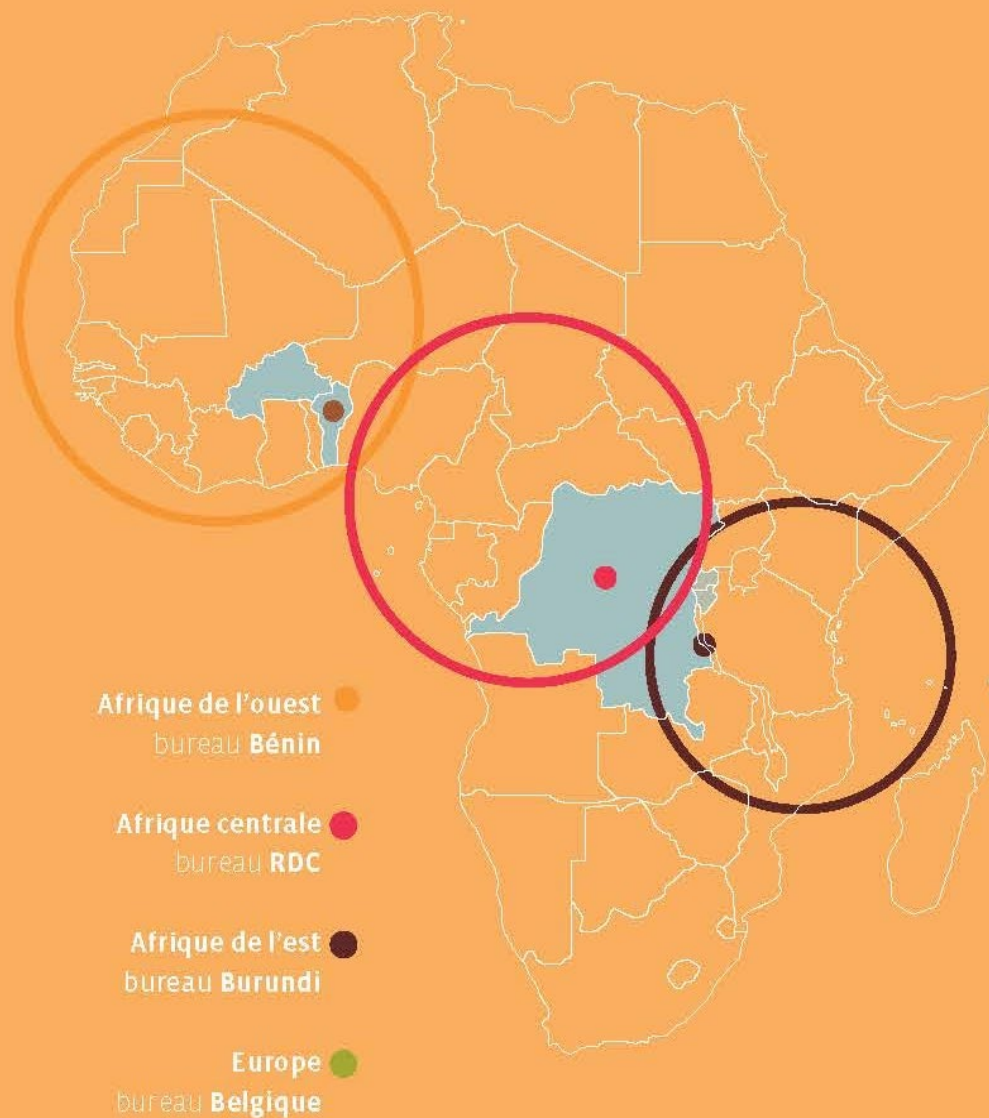 Afrique de l'ouest
bureau Bénin
Afrique centrale
bureau RDC
Afrique de l'est
bureau Burundi
Europe
bureau Belgique